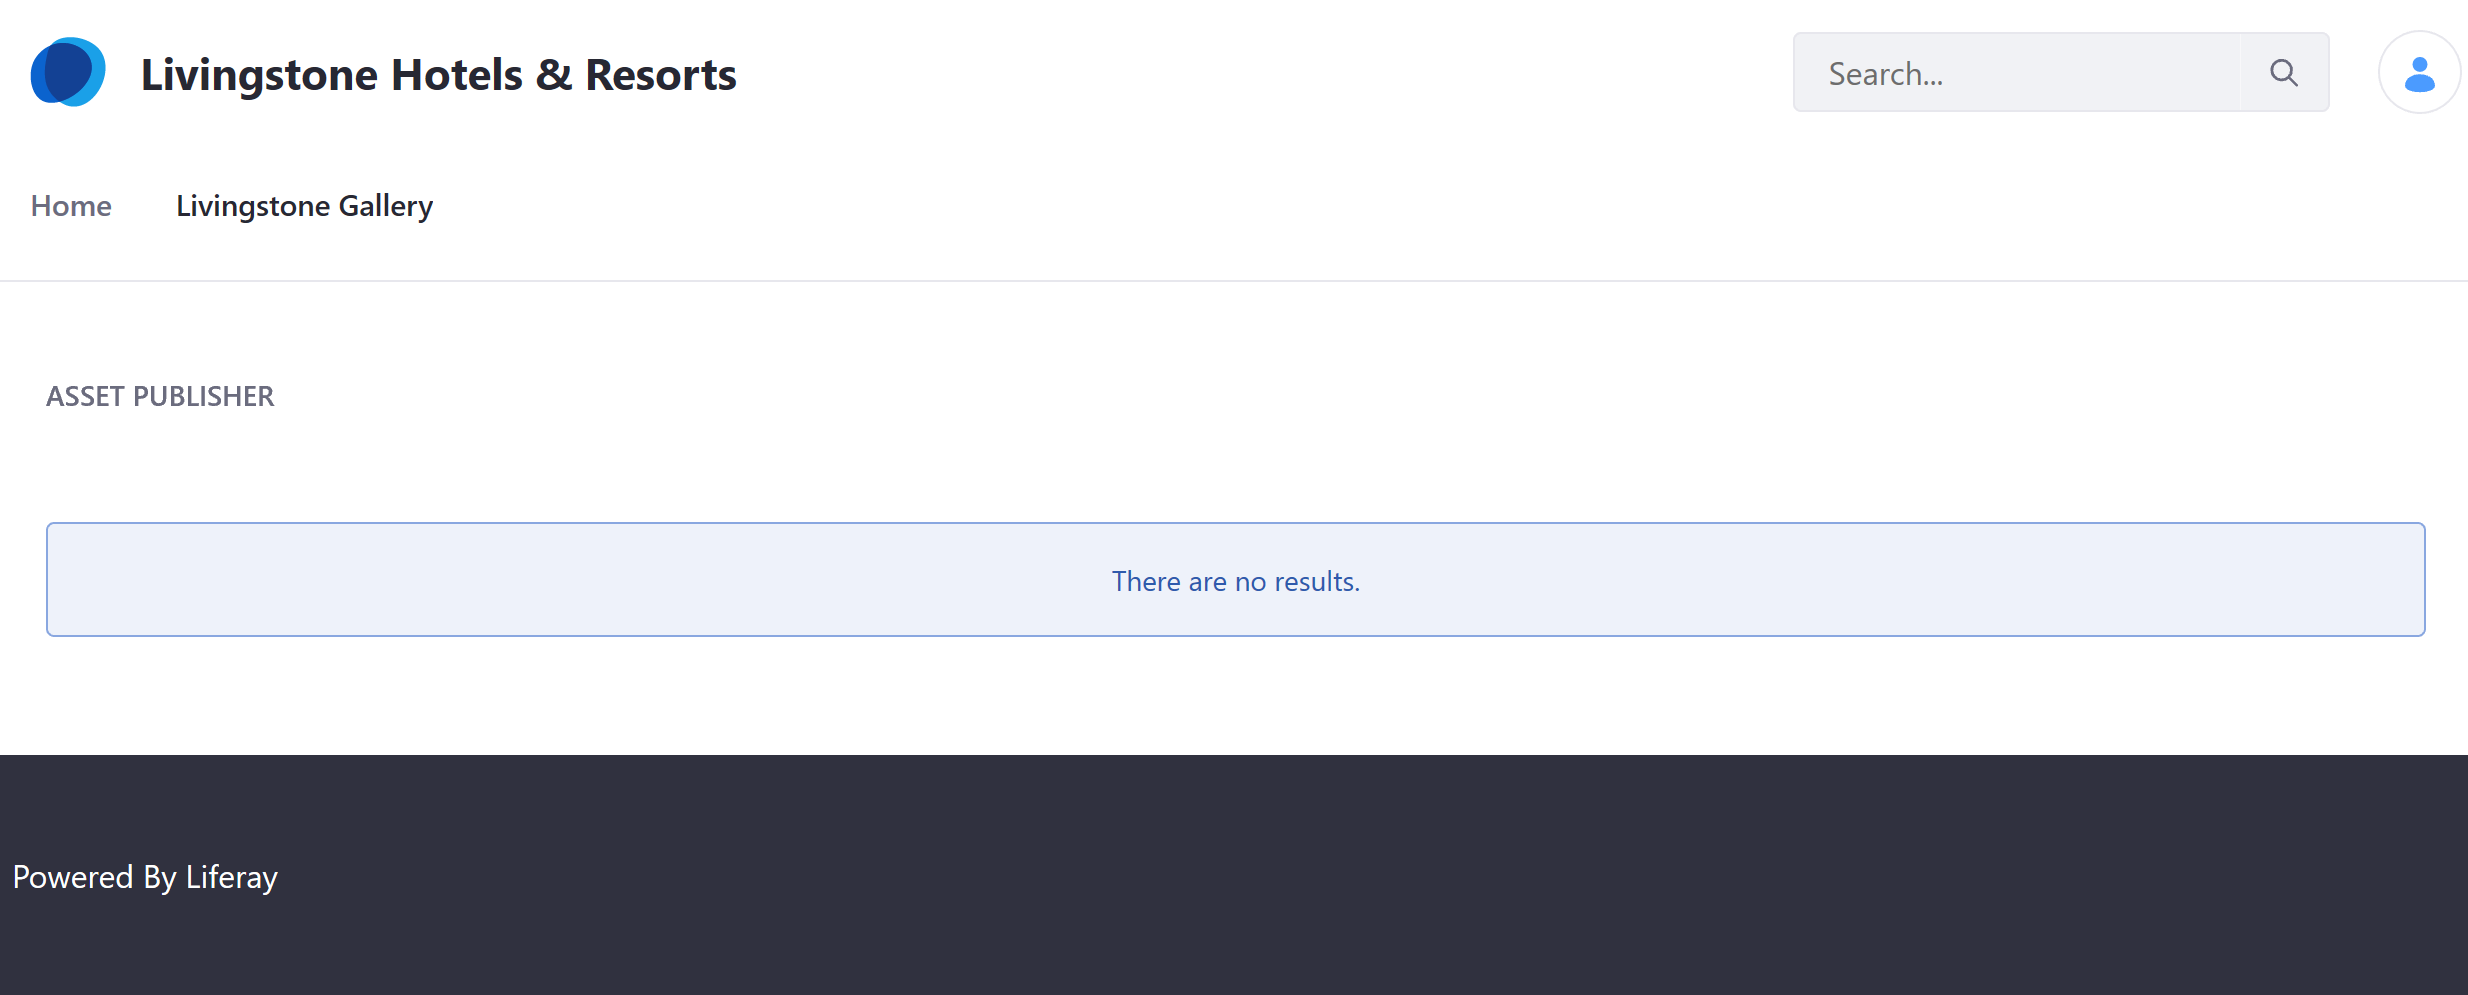 Livingstone Hotels & Resorts
Search...
Home
Livingstone Gallery
ASSET PUBLISHER
There are no results.
Powered By Liferay